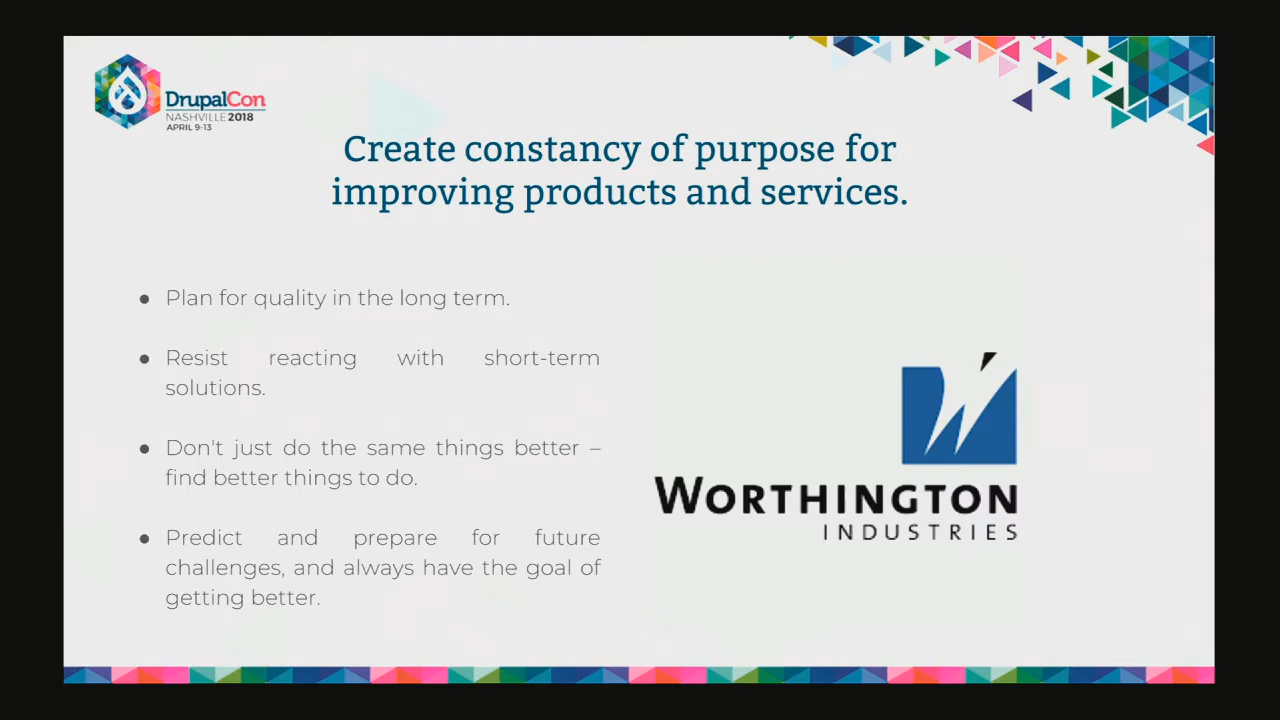 DrupalCon
NASHVILLE 2018
APRIL 9-13
Create constancy of purpose for
improving products and services.
● Plan for quality in the long term.
● Resist reacting with short-term
solutions.
● Don't just do the same things better –
find better things to do.
● Predict and prepare for future
challenges, and always have the goal of
getting better.
WORTHINGTON
INDUSTRIES